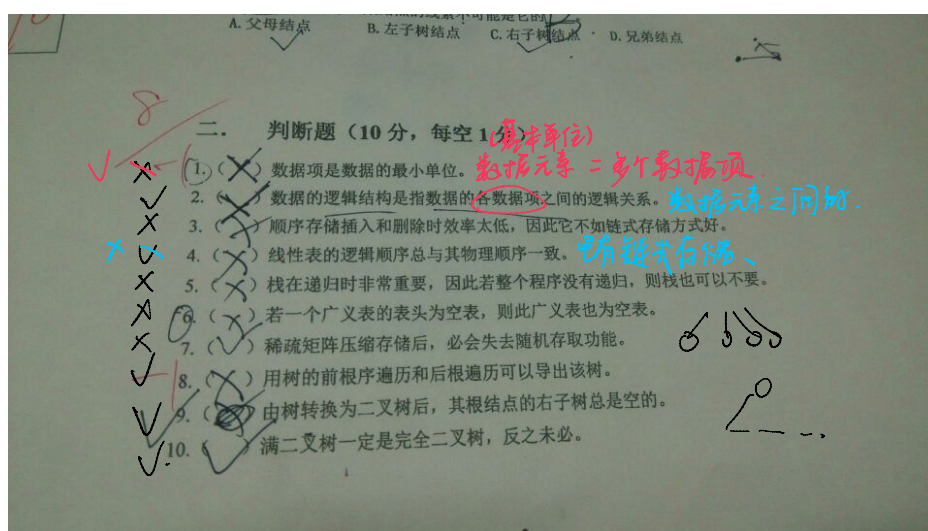 A.父母结点 B.左子树结点 C.右子树结点 D.兄弟结点
8
二. 判断题（10分，每空1分）
(基本单位)
-1
1.（×）数据项是数据的最小单位。 数据元素=多个数据项.
2.（ ）数据的逻辑结构是指数据的各数据项之间的逻辑关系。 数据元素之间的.
3.（×）顺序存储插入和删除时效率太低，因此它不如链式存储方式好。
4.（×）线性表的逻辑顺序总与其物理顺序一致。 也有链式存储、
5.（×）栈在递归时非常重要，因此若整个程序没有递归，则栈也可以不要。
6.（×）若一个广义表的表头为空表，则此广义表也为空表。
7.（√）稀疏矩阵压缩存储后，必会失去随机存取功能。
-1
8.（×）用树的前根序遍历和后根遍历可以导出该树。
9.（ ）由树转换为二叉树后，其根结点的右子树总是空的。
10.（√）满二叉树一定是完全二叉树，反之未必。